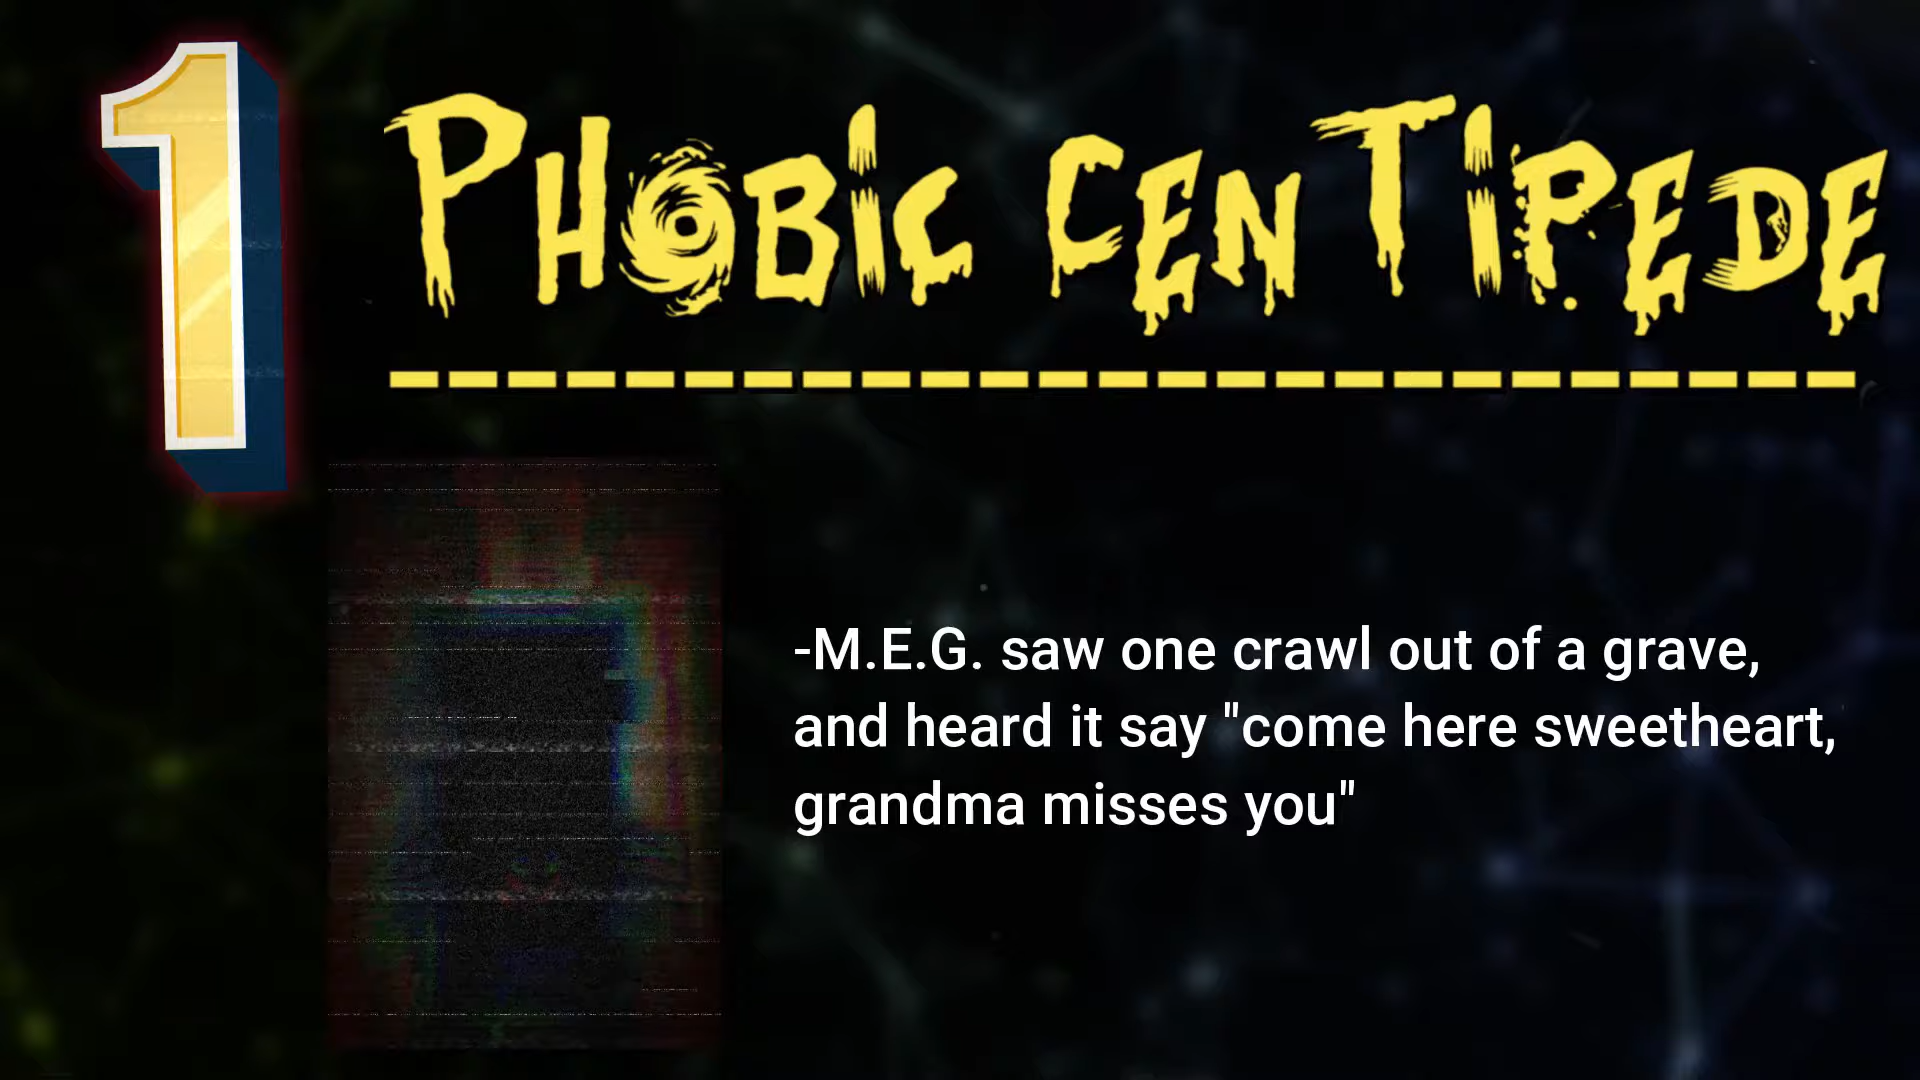 1
PHOBIC CENTIPEDE
-M.E.G. saw one crawl out of a grave,
and heard it say "come here sweetheart,
grandma misses you"